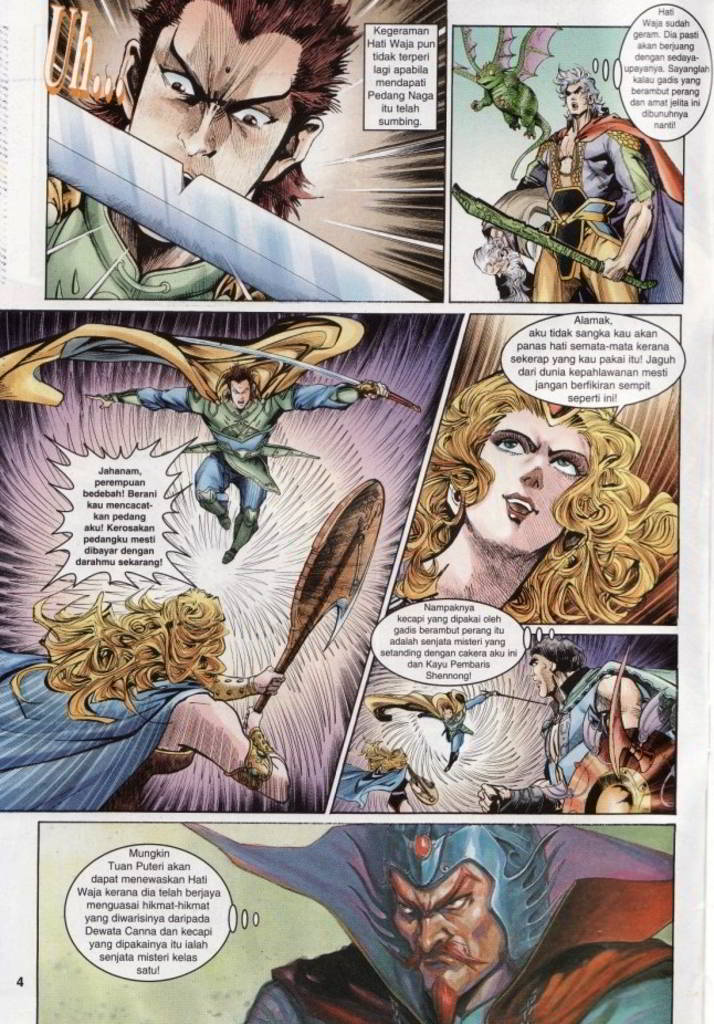 Uh...
Kegeraman
Hati Waja pun
tidak terperi
lagi apabila
mendapati
Pedang Naga
itu telah
sumbing.
Hati
Waja sudah
geram. Dia pasti
akan berjuang
dengan sedaya-
upayanya. Sayanglah
kalau gadis yang
berambut perang
dan amat jelita ini
dibunuhnya
nanti!
Jahanam,
perempuan
bedebah! Berani
kau mencacat-
kan pedang
aku! Kerosakan
pedangku mesti
dibayar dengan
darahmu sekarang!
Alamak,
aku tidak sangka kau akan
panas hati semata-mata kerana
sekerap yang kau pakai itu! Jaguh
dari dunia kepahlawanan mesti
jangan berfikiran sempit
seperti ini!
Nampaknya
kecapi yang dipakai oleh
gadis berambut perang itu
adalah senjata misteri yang
setanding dengan cakera aku ini
dan Kayu Pembaris
Shennong!
Mungkin
Tuan Puteri akan
dapat menewaskan Hati
Waja kerana dia telah berjaya
menguasai hikmat-hikmat
yang diwarisinya daripada
Dewata Canna dan kecapi
yang dipakainya itu ialah
senjata misteri kelas
satu!
4